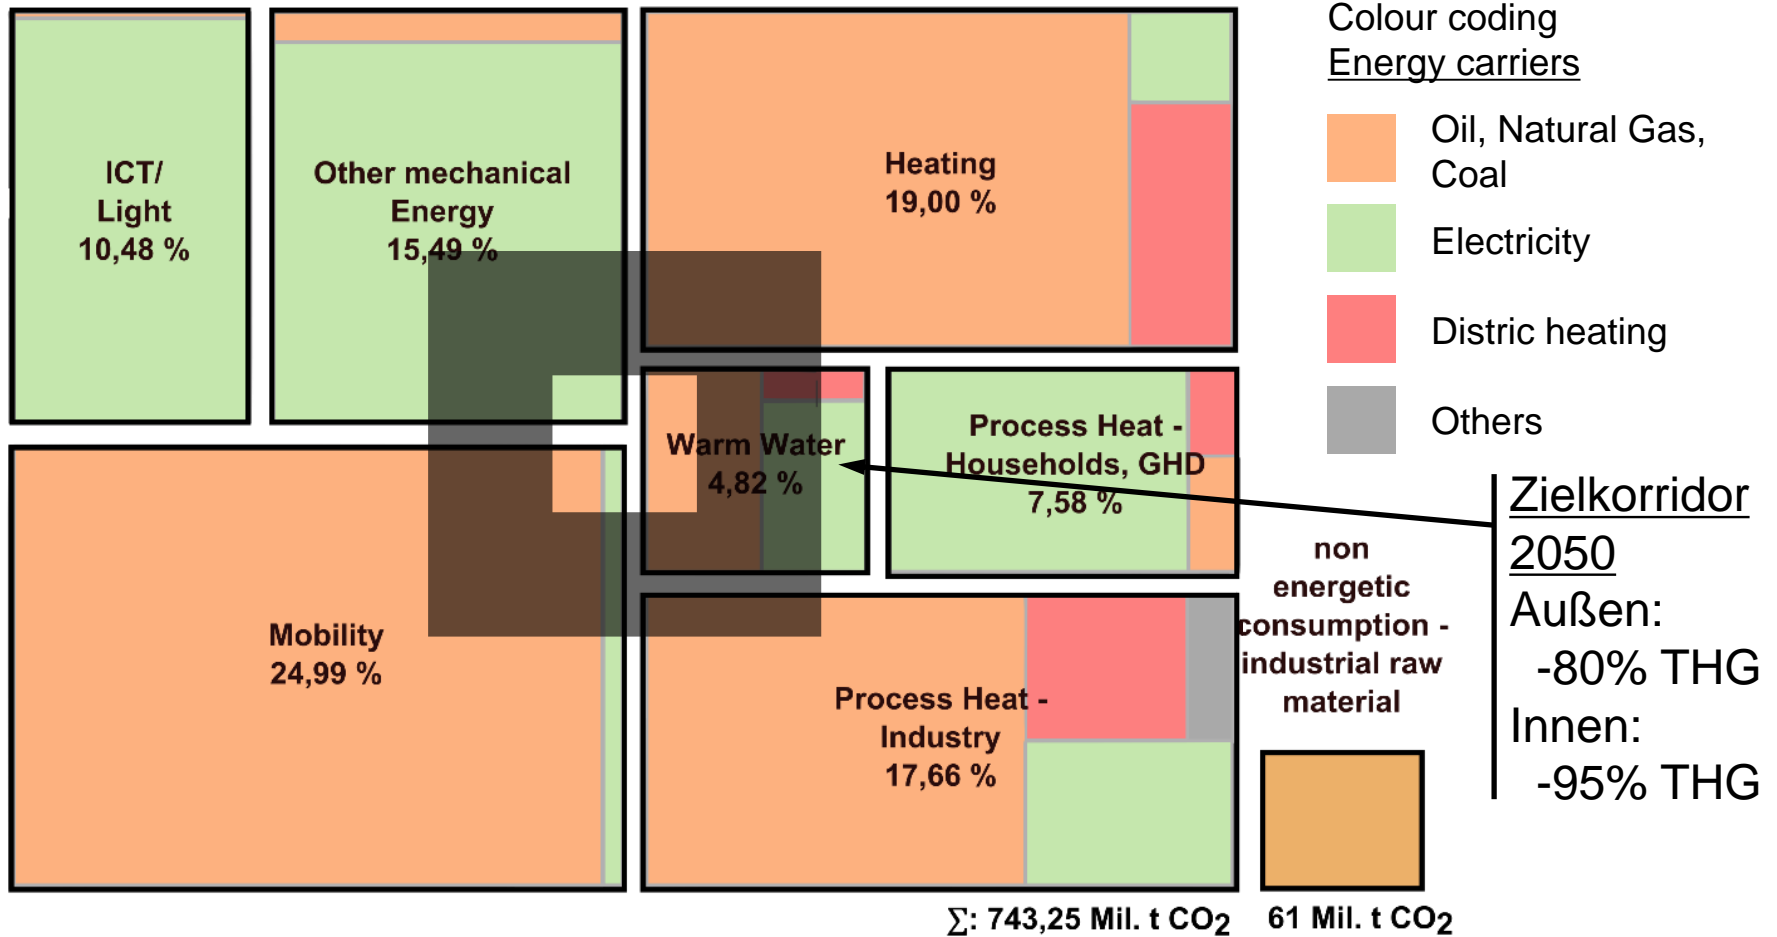 ICT/
Light
10,48 %
Other mechanical
Energy
15,49 %
Heating
19,00 %
Colour coding
Energy carriers
Oil, Natural Gas,
Coal
Electricity
Distric heating
Others
Warm Water
4,82 %
Process Heat -
Households, GHD
7,58 %
Mobility
24,99 %
Process Heat -
Industry
17,66 %
non
energetic
consumption -
industrial raw
material
Zielkorridor
2050
Außen:
-80% THG
Innen:
-95% THG
∑: 743,25 Mil. t CO2
61 Mil. t CO2